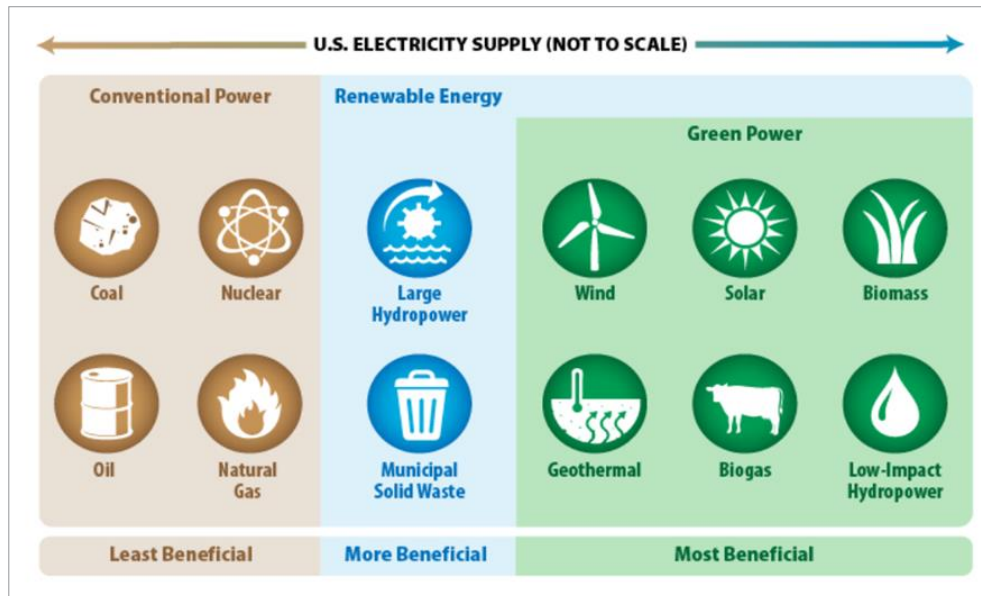 U.S. ELECTRICITY SUPPLY (NOT TO SCALE)
Conventional Power
Renewable Energy
Green Power
Coal
Nuclear
Large
Hydropower
Wind
Solar
Biomass
Oil
Natural
Gas
Municipal
Solid Waste
Geothermal
Biogas
Low-Impact
Hydropower
Least Beneficial
More Beneficial
Most Beneficial